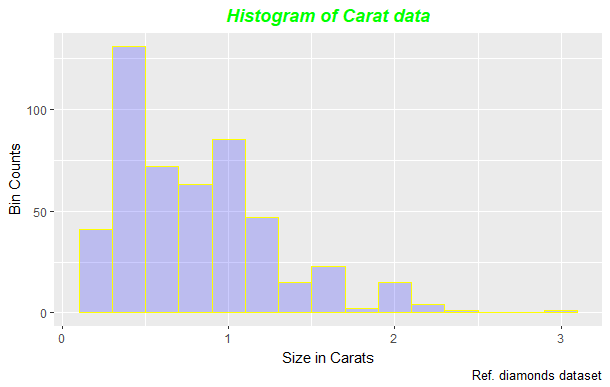 Histogram of Carat data
Bin Counts
100
50
0
0
1
2
3
Size in Carats
Ref. diamonds dataset